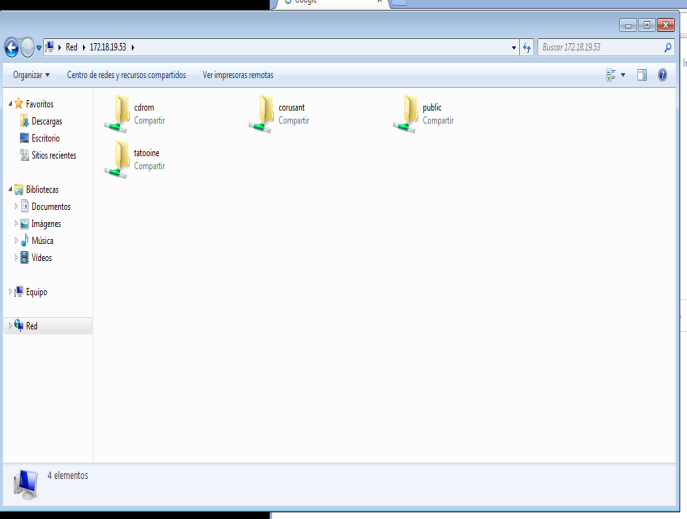 Google
Red ▸ 172.18.19.53 ▸
Buscar 172.18.19.53
Organizar ▾ Centro de redes y recursos compartidos Ver impresoras remotas
Favoritos
Descargas
Escritorio
Sitios recientes
Bibliotecas
Documentos
Imágenes
Música
Vídeos
Equipo
Red
cdrom
Compartir
corusant
Compartir
public
Compartir
tatooine
Compartir
4 elementos